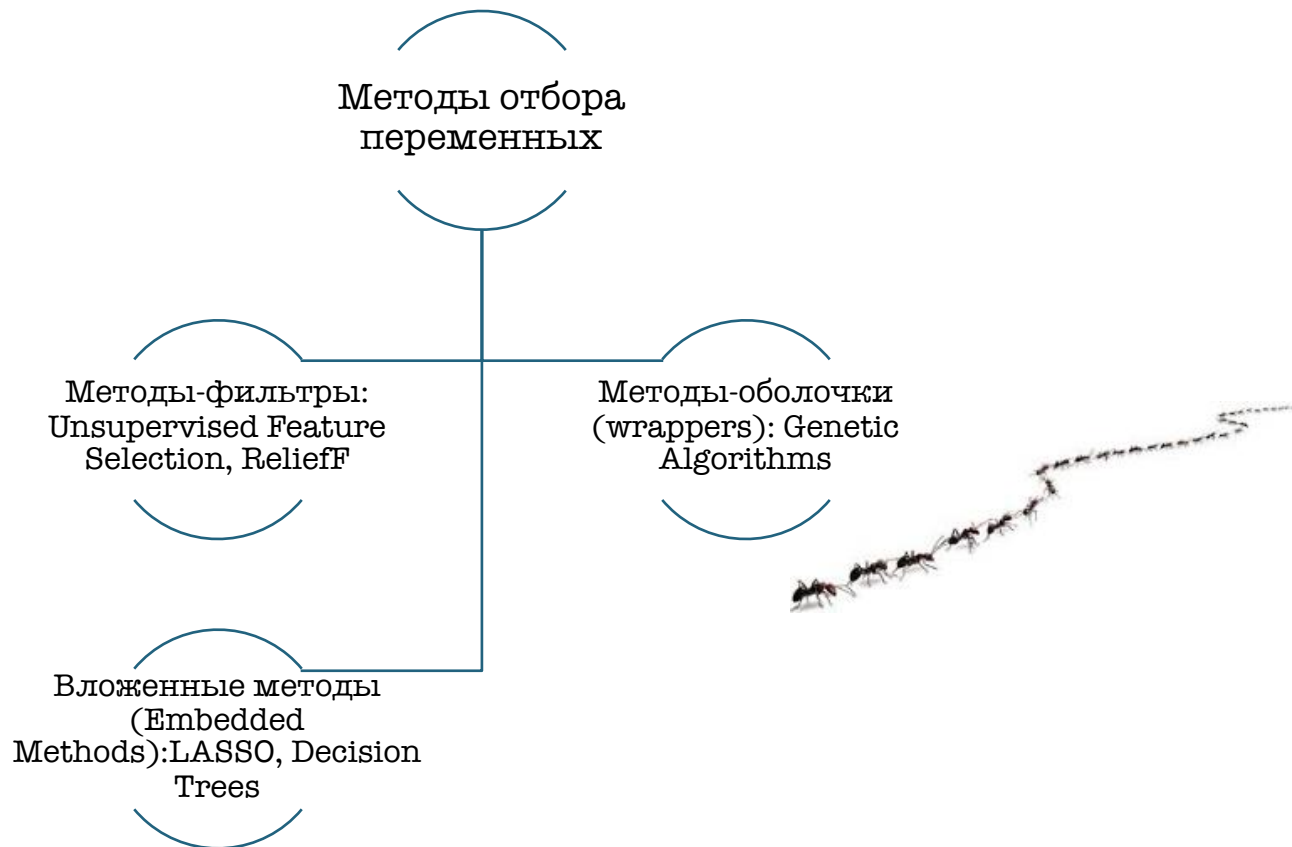 Методы отбора
переменных
Методы-фильтры:
Unsupervised Feature
Selection, ReliefF
Методы-оболочки
(wrappers): Genetic
Algorithms
Вложенные методы
(Embedded
Methods):LASSO, Decision
Trees